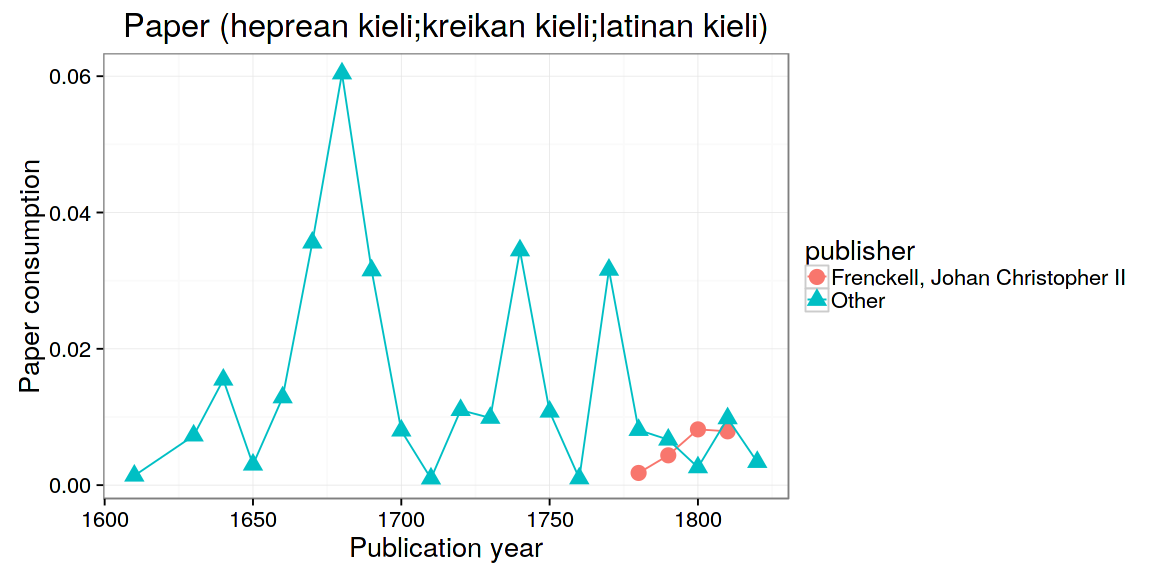 Paper (heprean kieli;kreikan kieli;latinan kieli)
0.06
0.04
0.02
0.00
Paper consumption
1600 1650 1700 1750 1800
Publication year
publisher
Frenckell, Johan Christopher II
Other